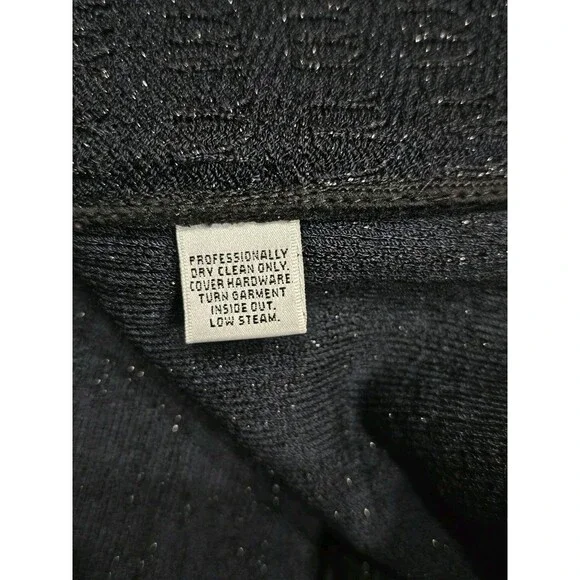 PROFESSIONALLY
DRY CLEAN ONLY.
COVER HARDWARE
TURN GARMENT
INSIDE OUT.
LOW STEAM.